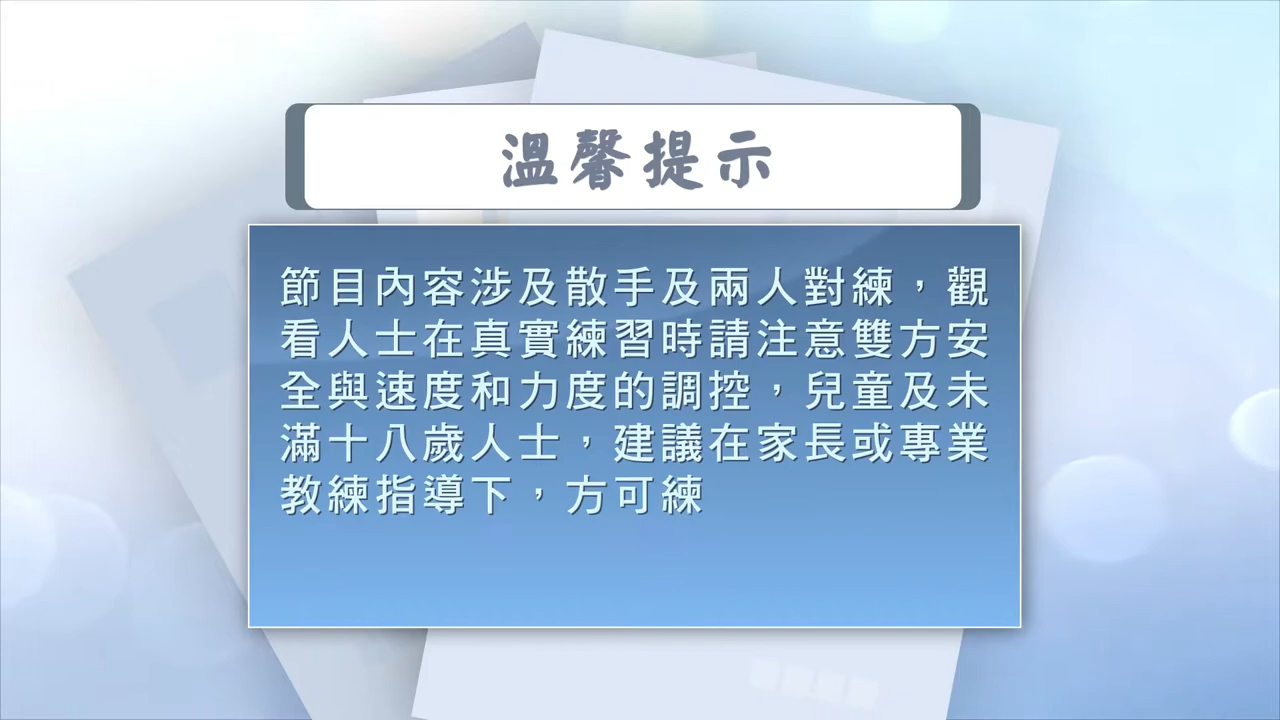 溫馨提示
節目內容涉及散手及兩人對練，觀
看人士在真實練習時請注意雙方安
全與速度和力度的調控，兒童及未
滿十八歲人士，建議在家長或專業
教練指導下，方可練